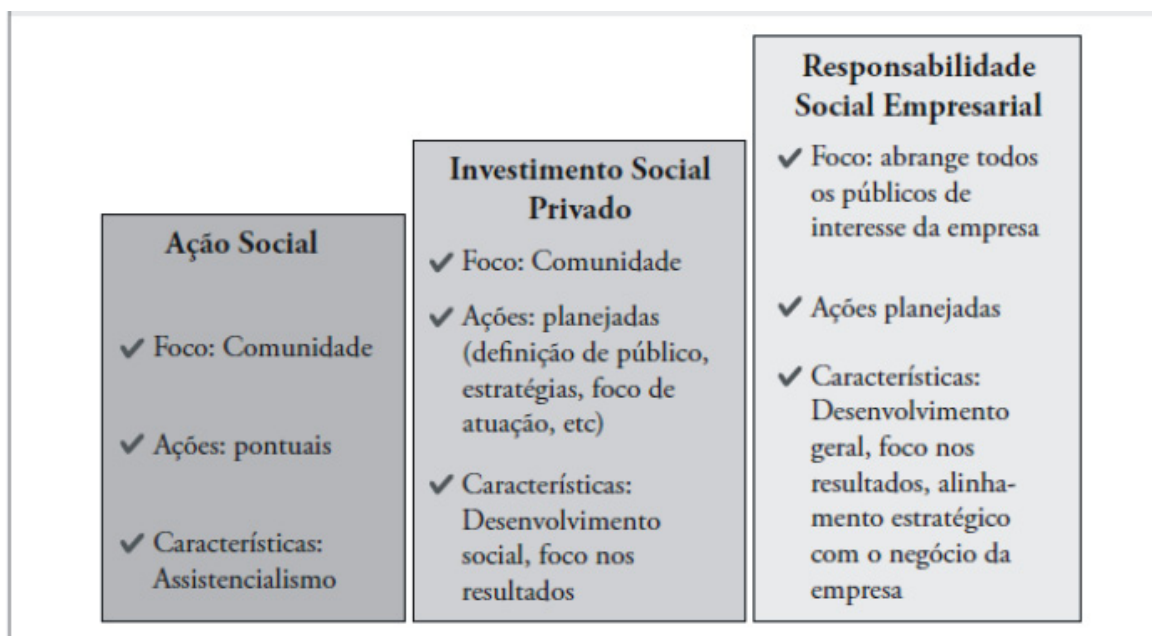 Ação Social
✓ Foco: Comunidade
✓ Ações: pontuais
✓ Características:
Assistencialismo
Investimento Social
Privado
✓ Foco: Comunidade
✓ Ações: planejadas
(definição de público,
estratégias, foco de
atuação, etc)
✓ Características:
Desenvolvimento
social, foco nos
resultados
Responsabilidade
Social Empresarial
✓ Foco: abrange todos
os públicos de
interesse da empresa
✓ Ações planejadas
✓ Características:
Desenvolvimento
geral, foco nos
resultados, alinha-
mento estratégico
com o negócio da
empresa